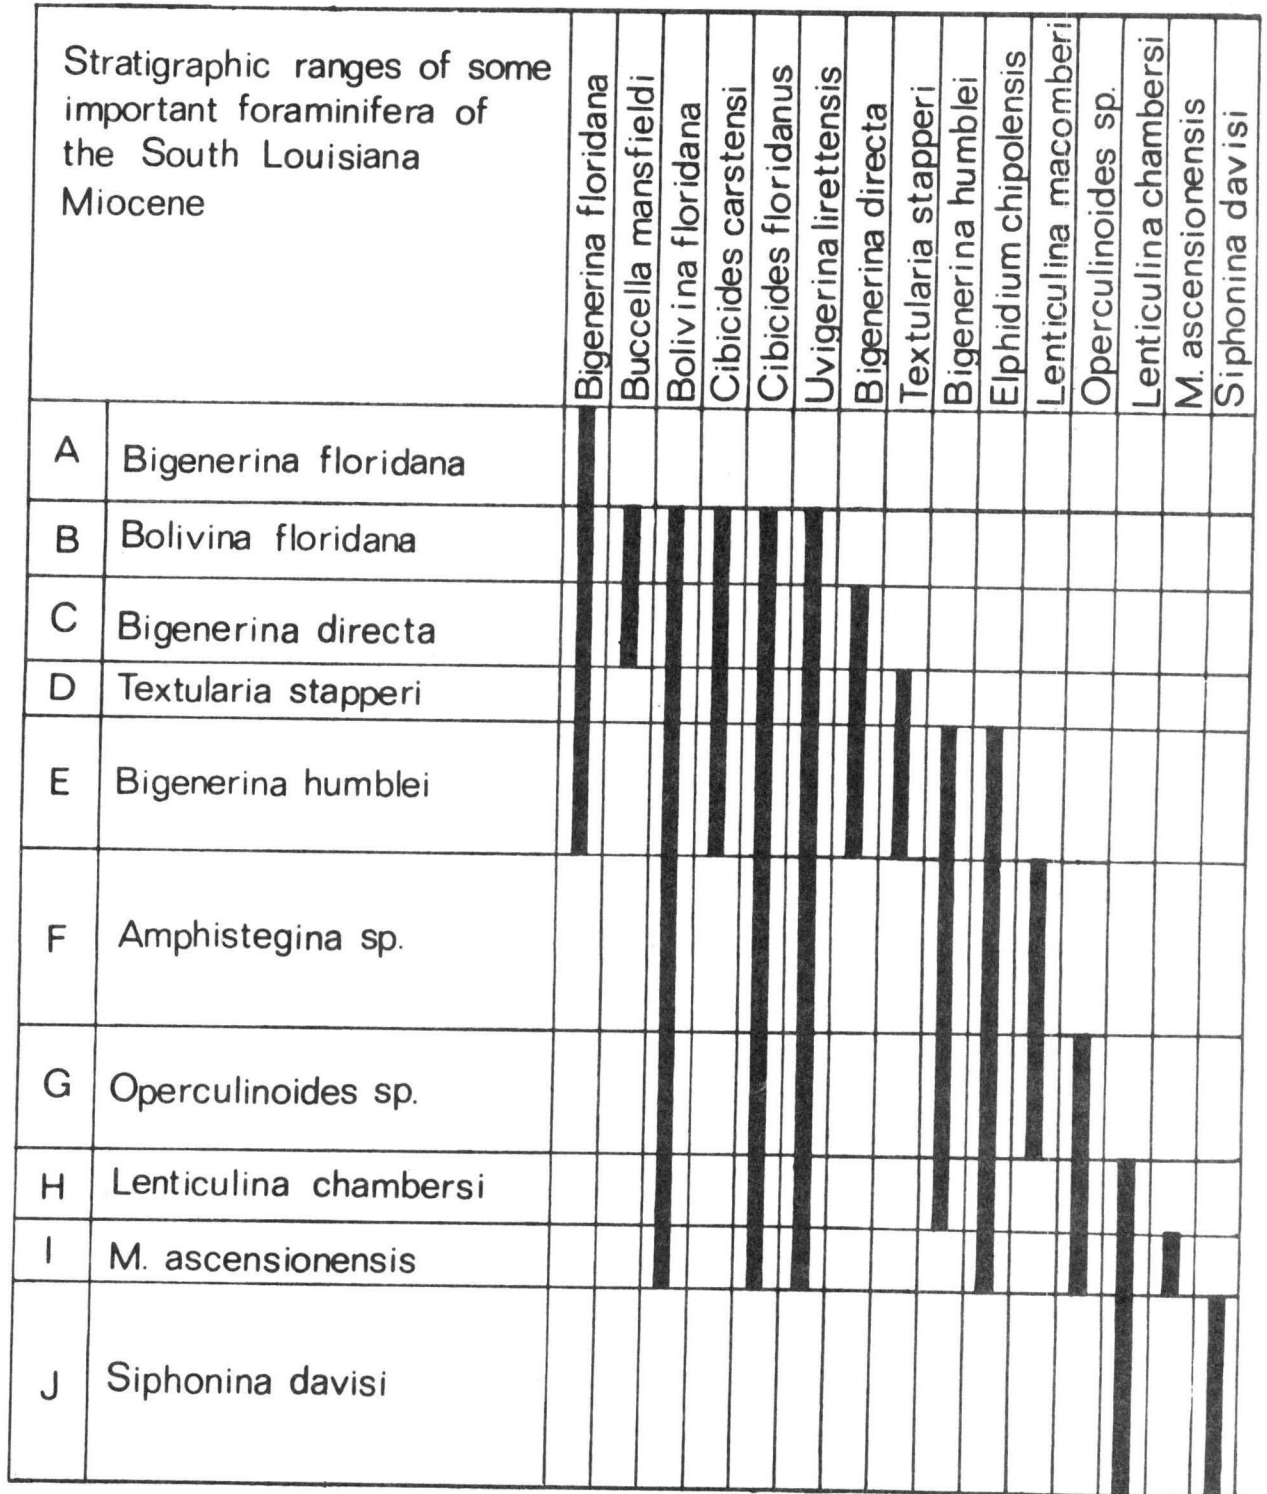 Stratigraphic ranges of some
important foraminifera of
the South Louisiana
Miocene
Bigenerina floridana
Buccella mansfieldi
Bolivina floridana
Cibicides carstensi
Cibicides floridanus
Uvigerina lirettensis
Bigenerina directa
Textularia stapperi
Bigenerina humblei
Elphidium chipolensis
Lenticulina macomberi
Operculinoides sp.
Lenticulina chambersi
M. ascensionensis
Siphonina davisi
A Bigenerina floridana
B Bolivina floridana
C Bigenerina directa
D Textularia stapperi
E Bigenerina humblei
F Amphistegina sp.
G Operculinoides sp.
H Lenticulina chambersi
I M. ascensionensis
J Siphonina davisi